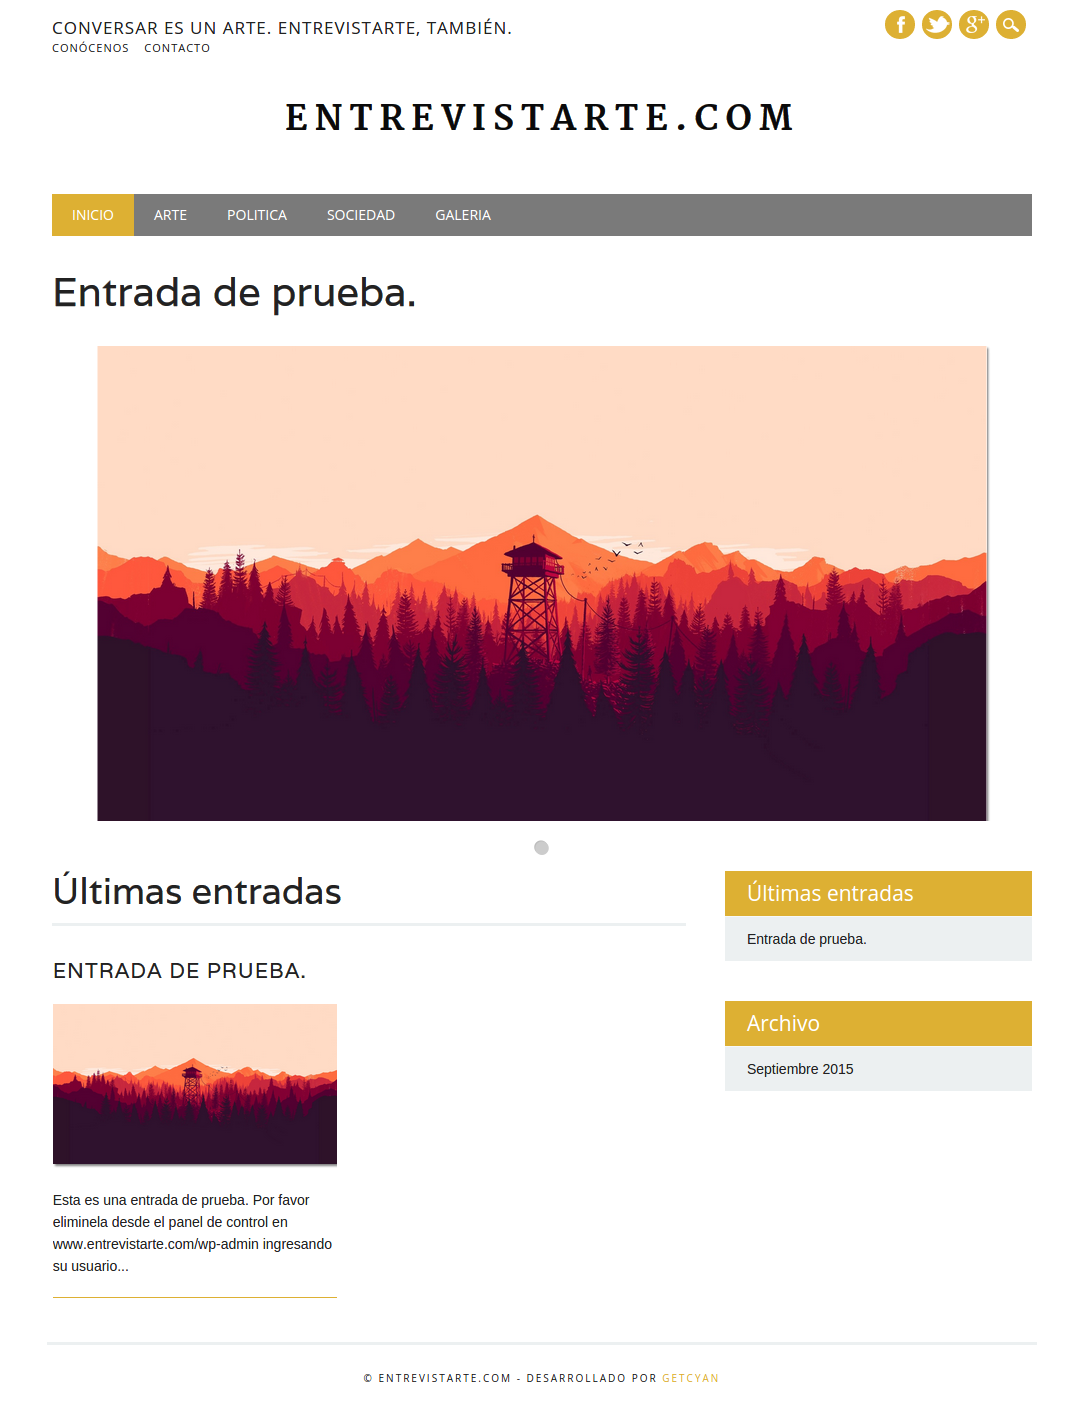 CONVERSAR ES UN ARTE. ENTREVISTARTE, TAMBIÉN.
CONÓCENOS CONTACTO
ENTREVISTARTE.COM
INICIO ARTE POLITICA SOCIEDAD GALERIA
Entrada de prueba.
Últimas entradas
ENTRADA DE PRUEBA.
Esta es una entrada de prueba. Por favor
eliminela desde el panel de control en
www.entrevistarte.com/wp-admin ingresando
su usuario...
Últimas entradas
Entrada de prueba.
Archivo
Septiembre 2015
© ENTREVISTARTE.COM - DESARROLLADO POR GETCYAN